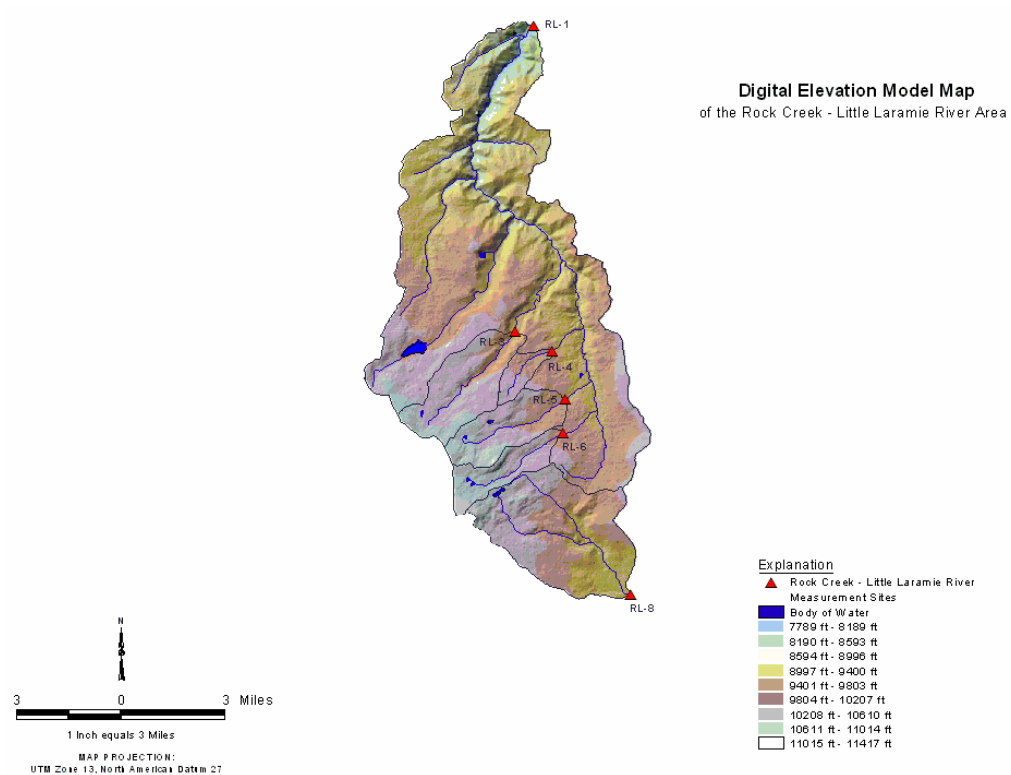 RL-1
Digital Elevation Model Map
of the Rock Creek - Little Laramie River Area
RL-3
RL-4
RL-5
RL-6
RL-8
Explanation
Rock Creek - Little Laramie River
Measurement Sites
Body of Water
7789 ft - 8189 ft
8190 ft - 8593 ft
8594 ft - 8996 ft
8997 ft - 9400 ft
9401 ft - 9803 ft
9804 ft - 10207 ft
10208 ft - 10610 ft
10611 ft - 11014 ft
11015 ft - 11417 ft
N
3 0 3 Miles
1 Inch equals 3 Miles
MAP PROJECTION:
UTM Zone 13, North American Datum 27